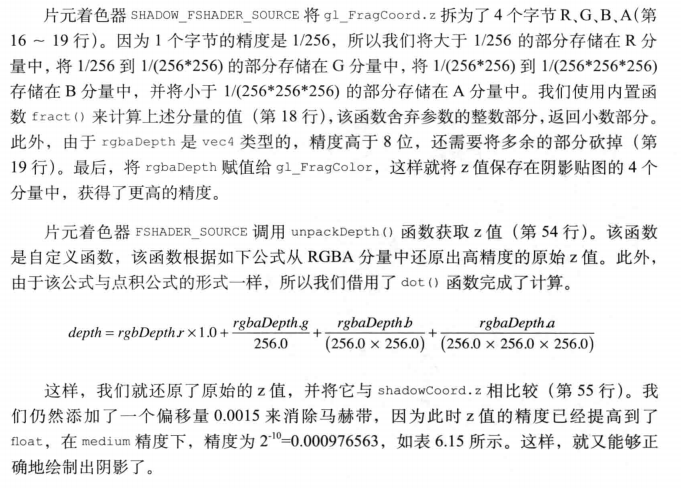 片元着色器 SHADOW_FSHADER_SOURCE 将 gl_FragCoord.z 拆为了 4 个字节 R、G、B、A(第
16 ~ 19 行)。因为 1 个字节的精度是 1/256，所以我们将大于 1/256 的部分存储在 R 分
量中，将 1/256 到 1/(256*256) 的部分存储在 G 分量中，将 1/(256*256) 到 1/(256*256*256)
存储在 B 分量中，并将小于 1/(256*256*256) 的部分存储在 A 分量中。我们使用内置函
数 fract() 来计算上述分量的值（第 18 行），该函数舍弃参数的整数部分，返回小数部分。
此外，由于 rgbaDepth 是 vec4 类型的，精度高于 8 位，还需要将多余的部分砍掉（第
19 行）。最后，将 rgbaDepth 赋值给 gl_FragColor，这样就将 z 值保存在阴影贴图的 4 个
分量中，获得了更高的精度。
片元着色器 FSHADER_SOURCE 调用 unpackDepth() 函数获取 z 值（第 54 行）。该函数
是自定义函数，该函数根据如下公式从 RGBA 分量中还原出高精度的原始 z 值。此外，
由于该公式与点积公式的形式一样，所以我们借用了 dot() 函数完成了计算。
depth = rgbDepth.r × 1.0 + rgbaDepth.g / 256.0 + rgbaDepth.b / (256.0 × 256.0) + rgbaDepth.a / (256.0 × 256.0 × 256.0)
这样，我们就还原了原始的 z 值，并将它与 shadowCoord.z 相比较（第 55 行）。我
们仍然添加了一个偏移量 0.0015 来消除马赫带，因为此时 z 值的精度已经提高到了
float，在 medium 精度下，精度为 2⁻¹⁰=0.000976563，如表 6.15 所示。这样，就又能够正
确地绘制出阴影了。